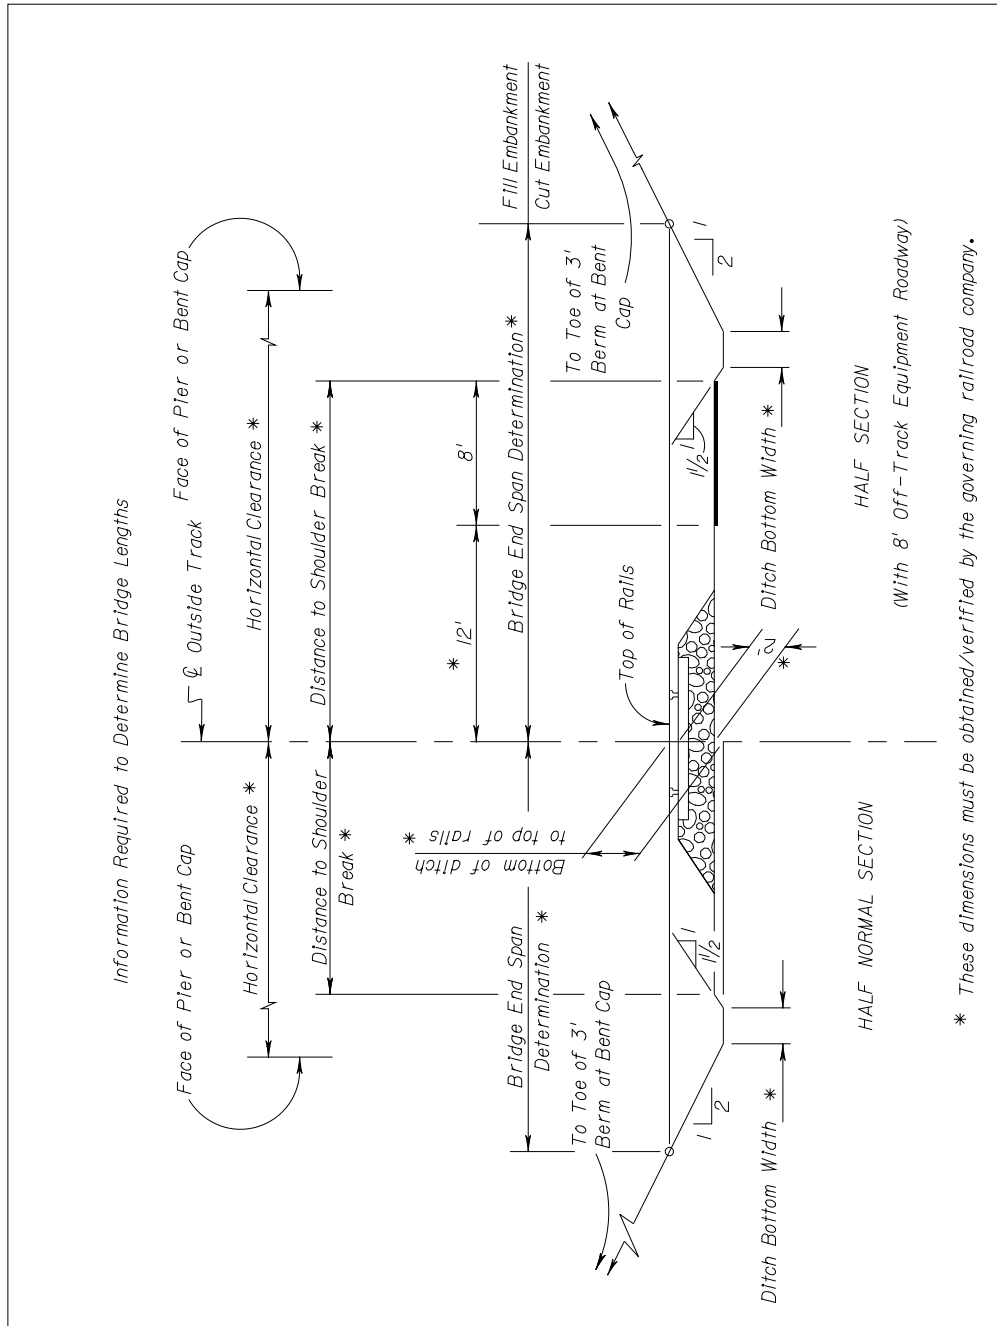 Information Required to Determine Bridge Lengths
Face of Pier or Bent Cap
℄ Outside Track
Face of Pier or Bent Cap
Horizontal Clearance *
Horizontal Clearance *
Distance to Shoulder
Break *
Distance to Shoulder Break *
* 12'
8'
Bottom of ditch
to top of rails *
Bridge End Span
Determination *
Bridge End Span Determination *
Fill Embankment
Cut Embankment
To Toe of 3'
Berm at Bent Cap
Top of Rails
To Toe of 3'
Berm at Bent
Cap
1
2
1
1½
1
1½
1
2
2'
*
Ditch Bottom Width *
Ditch Bottom Width *
HALF NORMAL SECTION
HALF SECTION
(With 8' Off-Track Equipment Roadway)
* These dimensions must be obtained/verified by the governing railroad company.